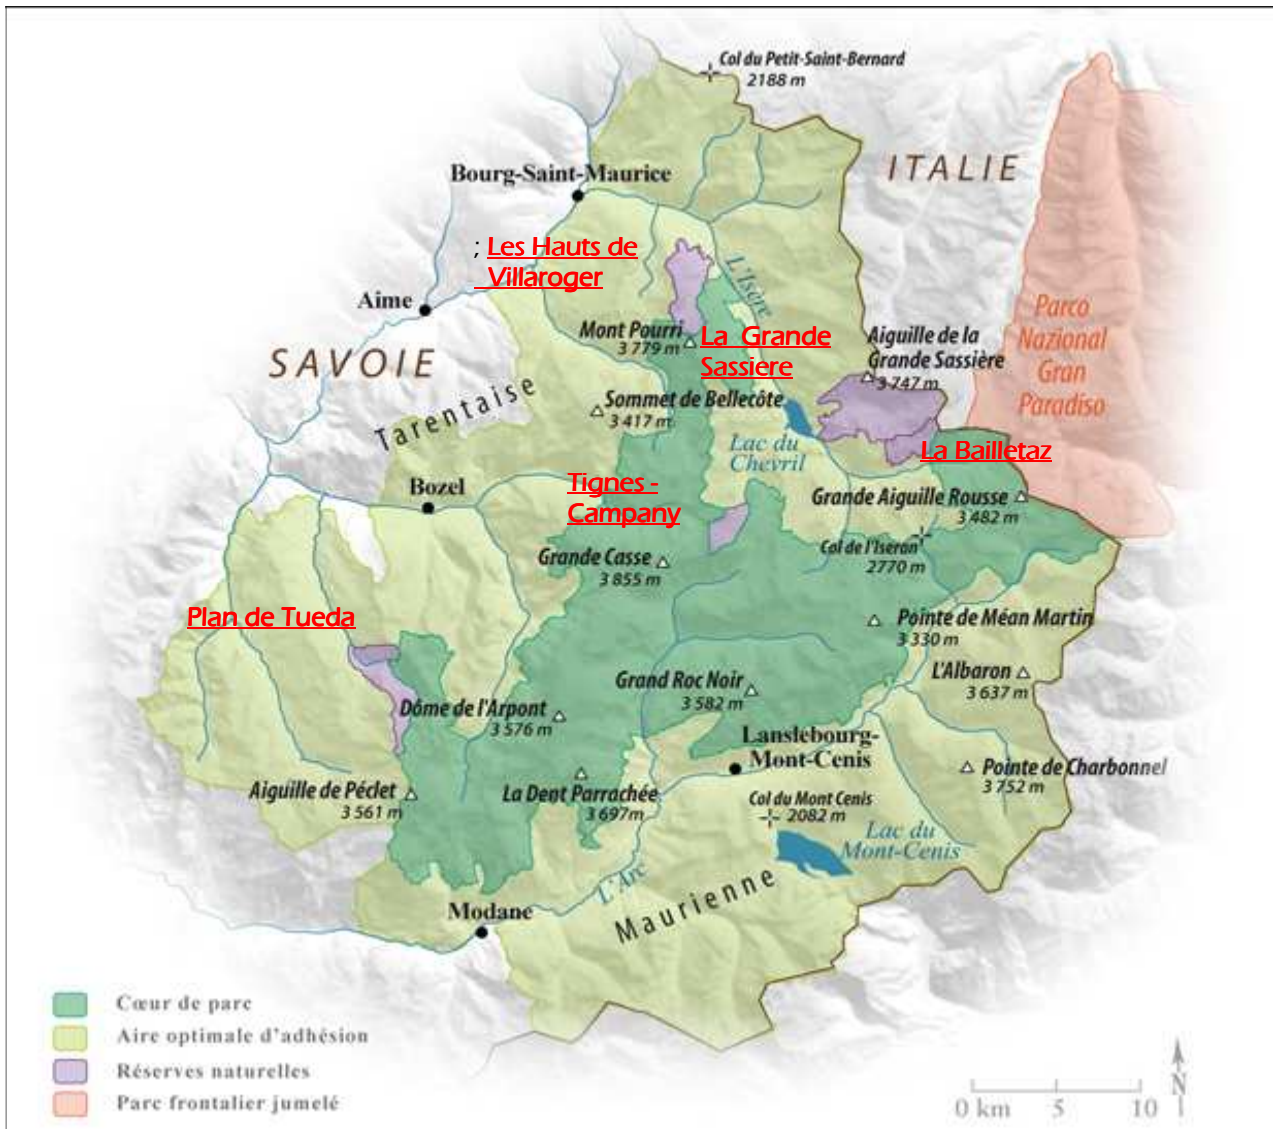 Col du Petit-Saint-Bernard
2188 m
ITALIE
Bourg-Saint-Maurice
; Les Hauts de
Villaroger
L'Isère
Aime
Parco
Nazional
Gran
Paradiso
Mont Pourri
3 779 m
La Grande
Sassiere
Aiguille de la
Grande Sassière
3 747 m
SAVOIE
Tarentaise
Sommet de Bellecôte
3 417 m
Lac du
Chevril
La Bailletaz
Bozel
Tignes -
Campany
Grande Aiguille Rousse
3 482 m
Col de l'Iseran
2770 m
Grande Casse
3 855 m
Plan de Tueda
Pointe de Méan Martin
3 330 m
L'Albaron
3 637 m
Grand Roc Noir
3 582 m
Dôme de l'Arpont
3 576 m
Lanslebourg-
Mont-Cenis
Pointe de Charbonnel
3 752 m
Aiguille de Péclet
3 561 m
La Dent Parrachée
3 697m
Col du Mont Cenis
2082 m
Lac du
Mont-Cenis
L'Arc
Maurienne
Modane
Cœur de parc
Aire optimale d'adhésion
Réserves naturelles
Parc frontalier jumelé
N
0 km 5 10